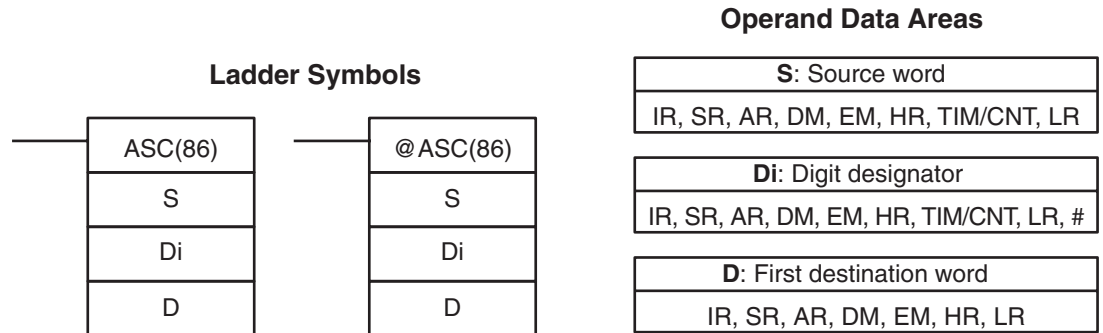 Operand Data Areas
Ladder Symbols
ASC(86)
S
Di
D
@ASC(86)
S
Di
D
S: Source word
IR, SR, AR, DM, EM, HR, TIM/CNT, LR
Di: Digit designator
IR, SR, AR, DM, EM, HR, TIM/CNT, LR, #
D: First destination word
IR, SR, AR, DM, EM, HR, LR